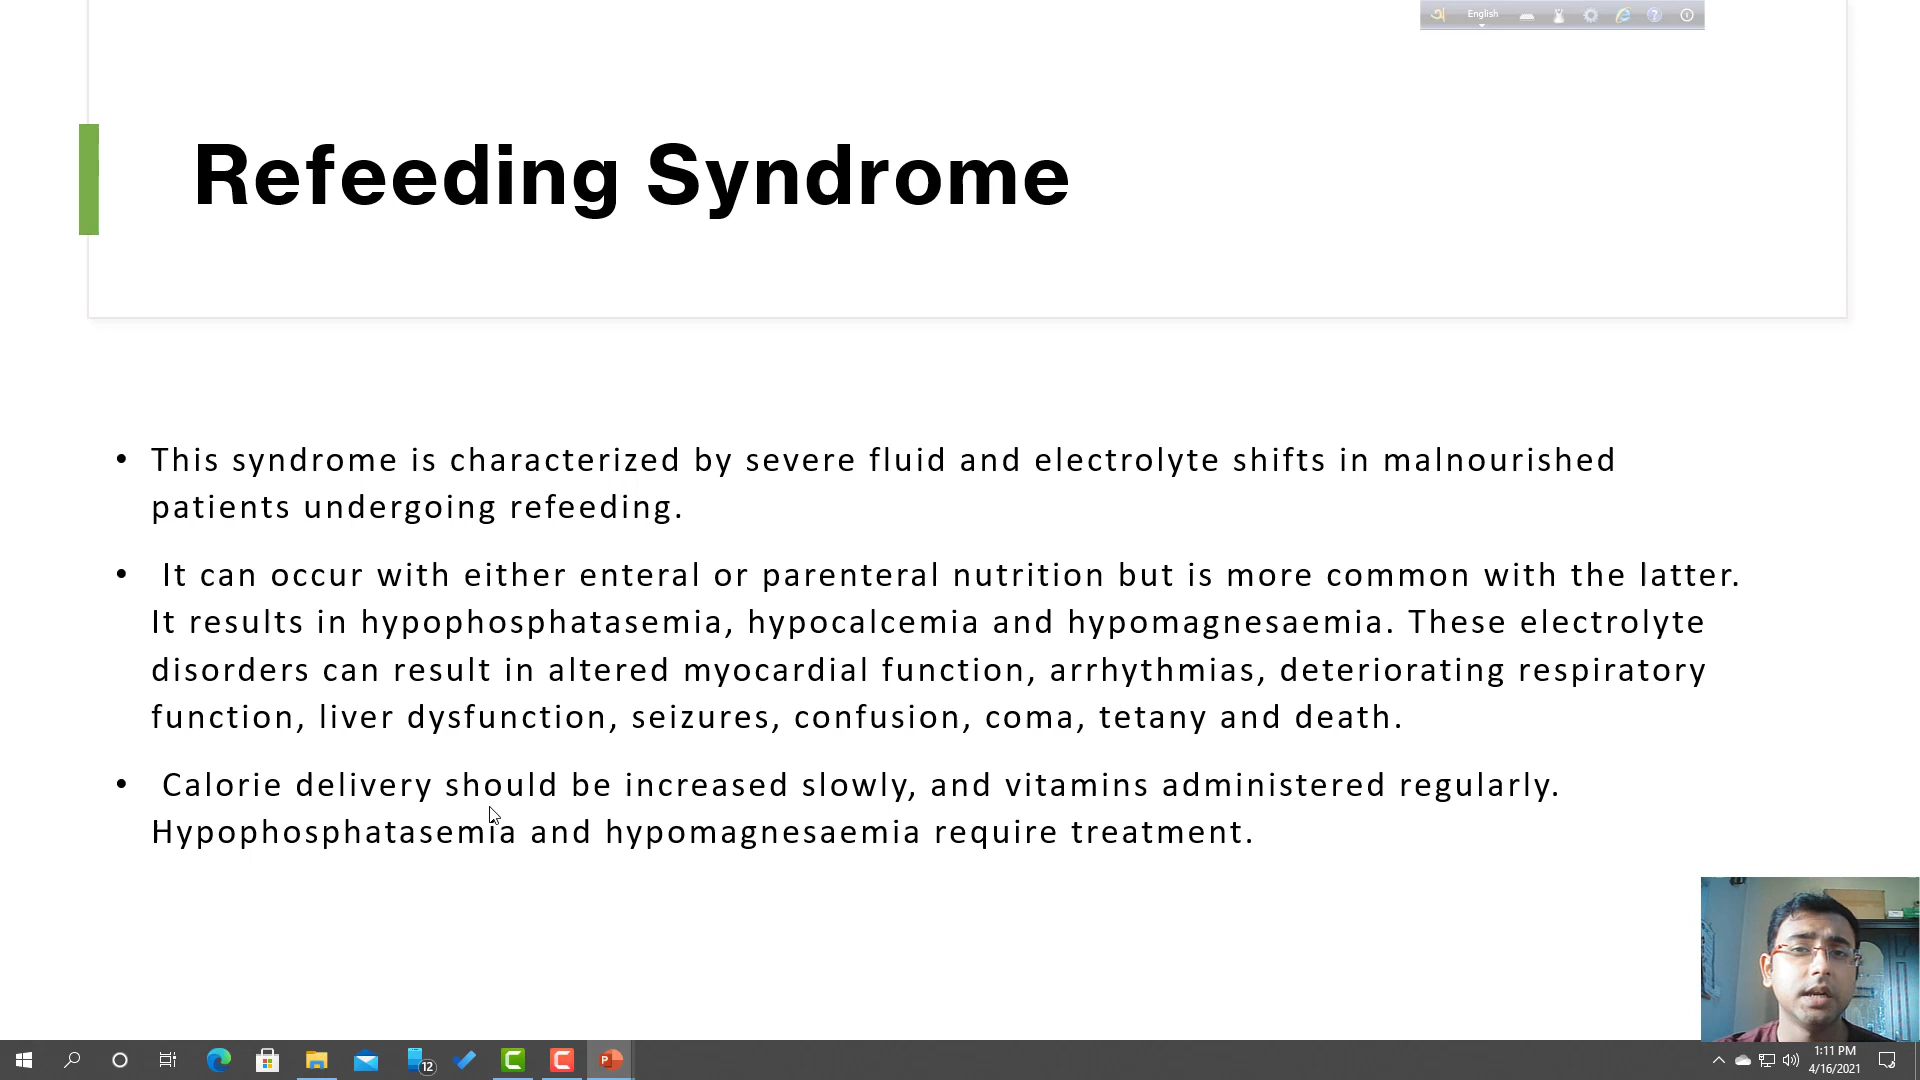 English
Refeeding Syndrome
• This syndrome is characterized by severe fluid and electrolyte shifts in malnourished
patients undergoing refeeding.
• It can occur with either enteral or parenteral nutrition but is more common with the latter.
It results in hypophosphatasemia, hypocalcemia and hypomagnesaemia. These electrolyte
disorders can result in altered myocardial function, arrhythmias, deteriorating respiratory
function, liver dysfunction, seizures, confusion, coma, tetany and death.
• Calorie delivery should be increased slowly, and vitamins administered regularly.
Hypophosphatasemia and hypomagnesaemia require treatment.
12
1:11 PM
4/16/2021